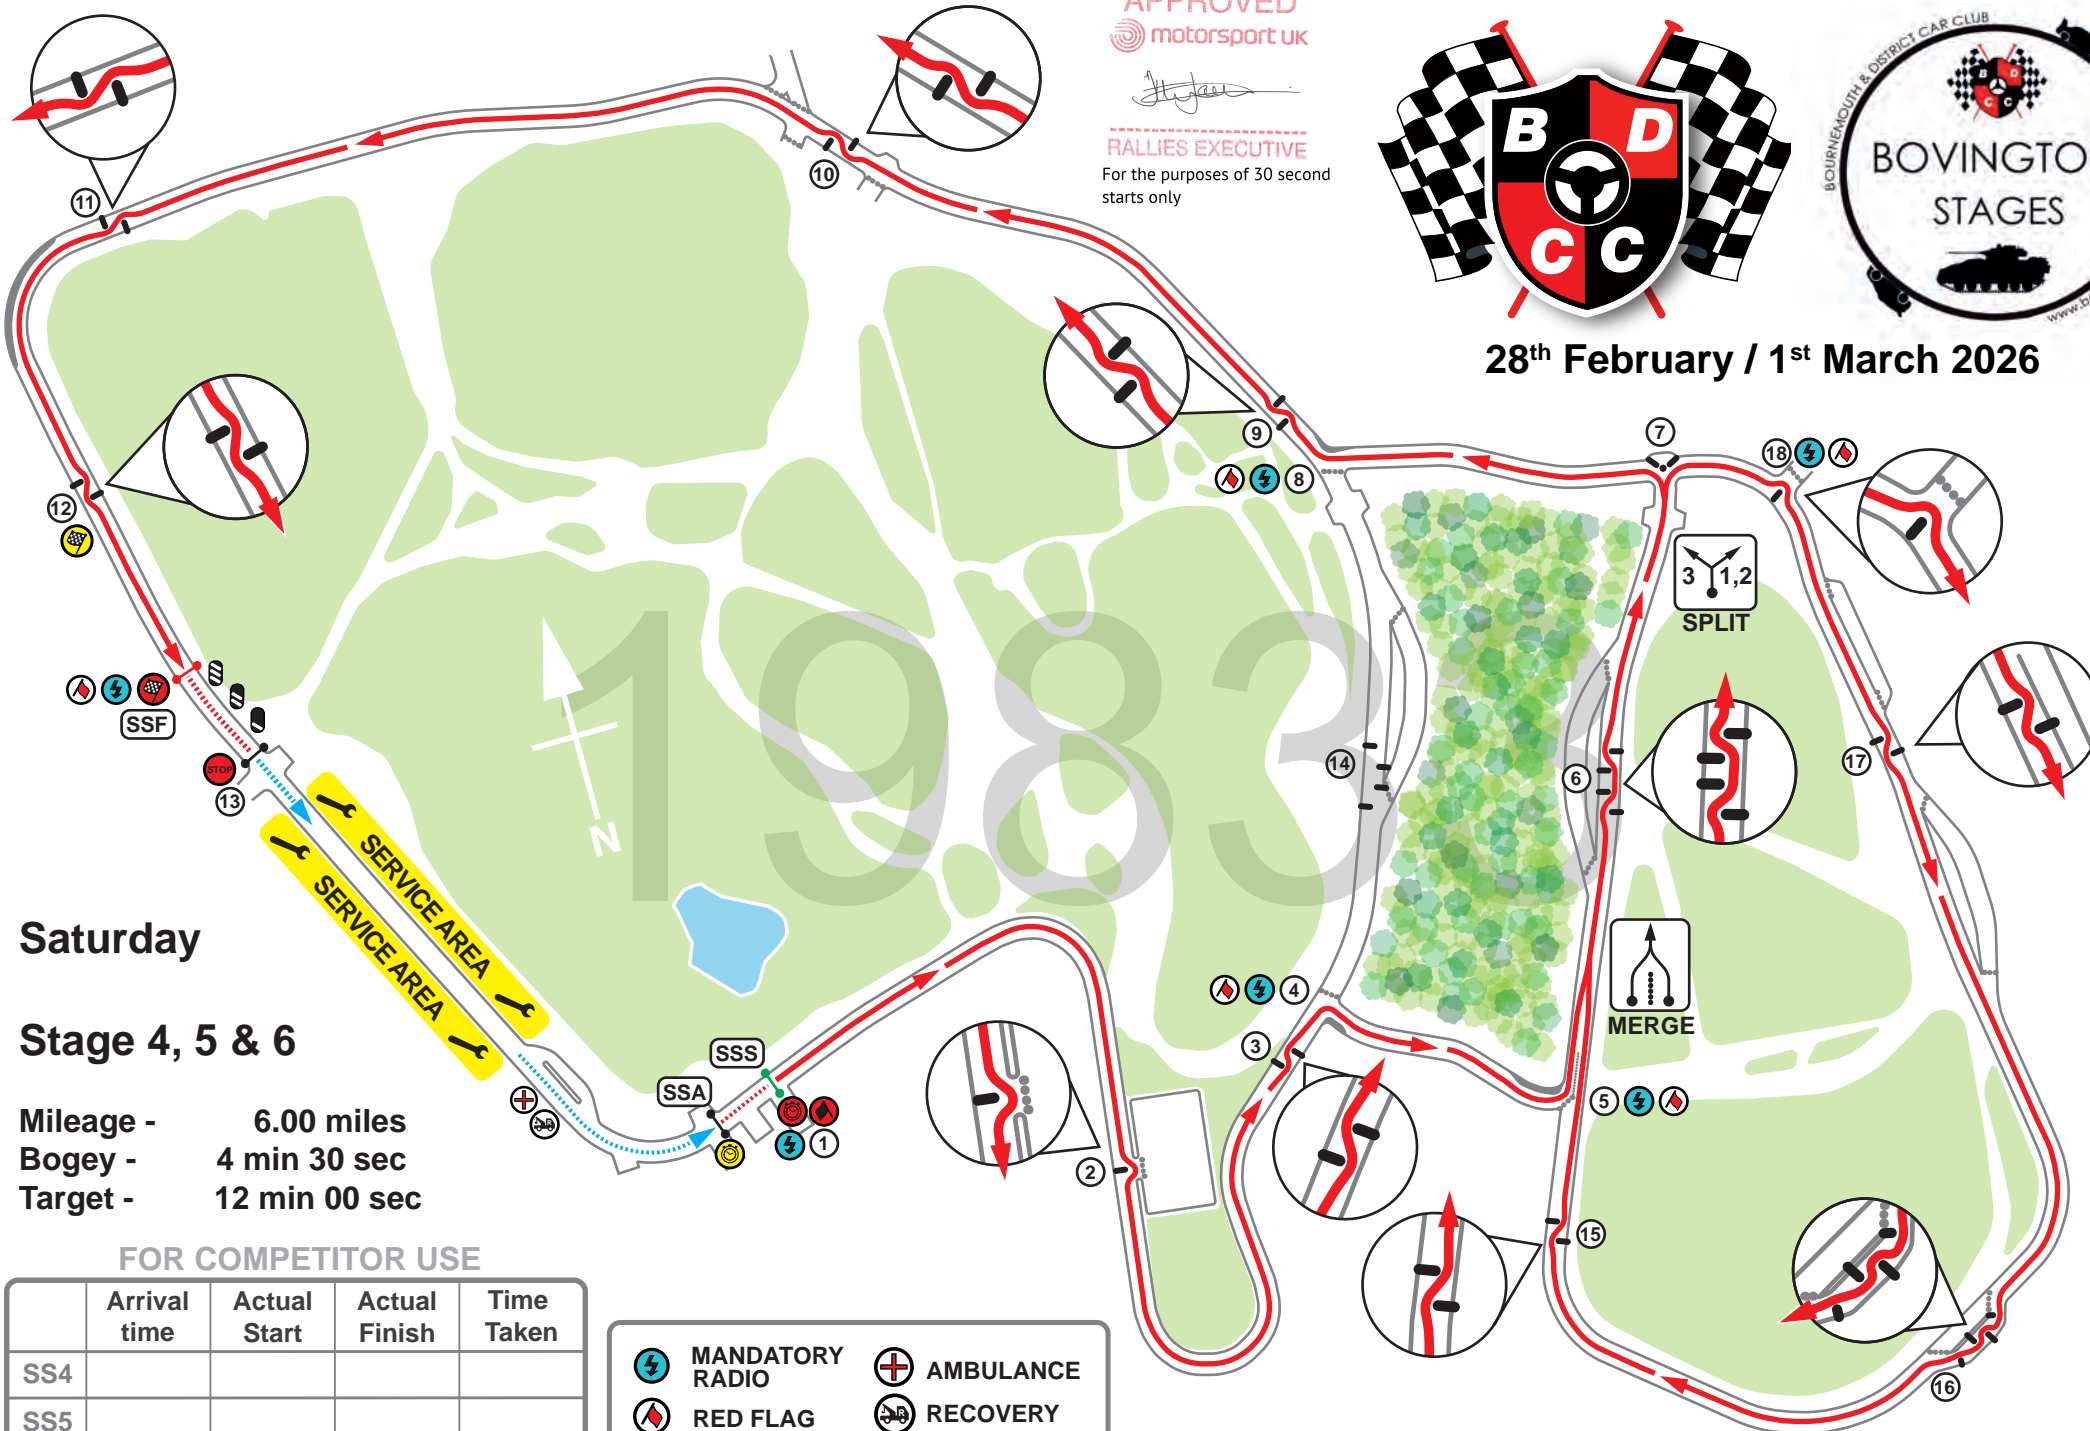 APPROVED
motorsport UK
RALLIES EXECUTIVE
For the purposes of 30 second
starts only
B D
C C
BOURNEMOUTH & DISTRICT CAR CLUB
B D
C C
BOVINGTO
STAGES
www.b
28th February / 1st March 2026
11
10
9
8
7
18
12
3 1,2
SPLIT
SSF
STOP
13
14
6
17
1983
N
SERVICE AREA
SERVICE AREA
MERGE
4
3
5
SSS
SSA
1
2
15
16
Saturday
Stage 4, 5 & 6
Mileage - 6.00 miles
Bogey - 4 min 30 sec
Target - 12 min 00 sec
FOR COMPETITOR USE
Arrival time
Actual Start
Actual Finish
Time Taken
SS4
SS5
MANDATORY
RADIO
AMBULANCE
RED FLAG
RECOVERY